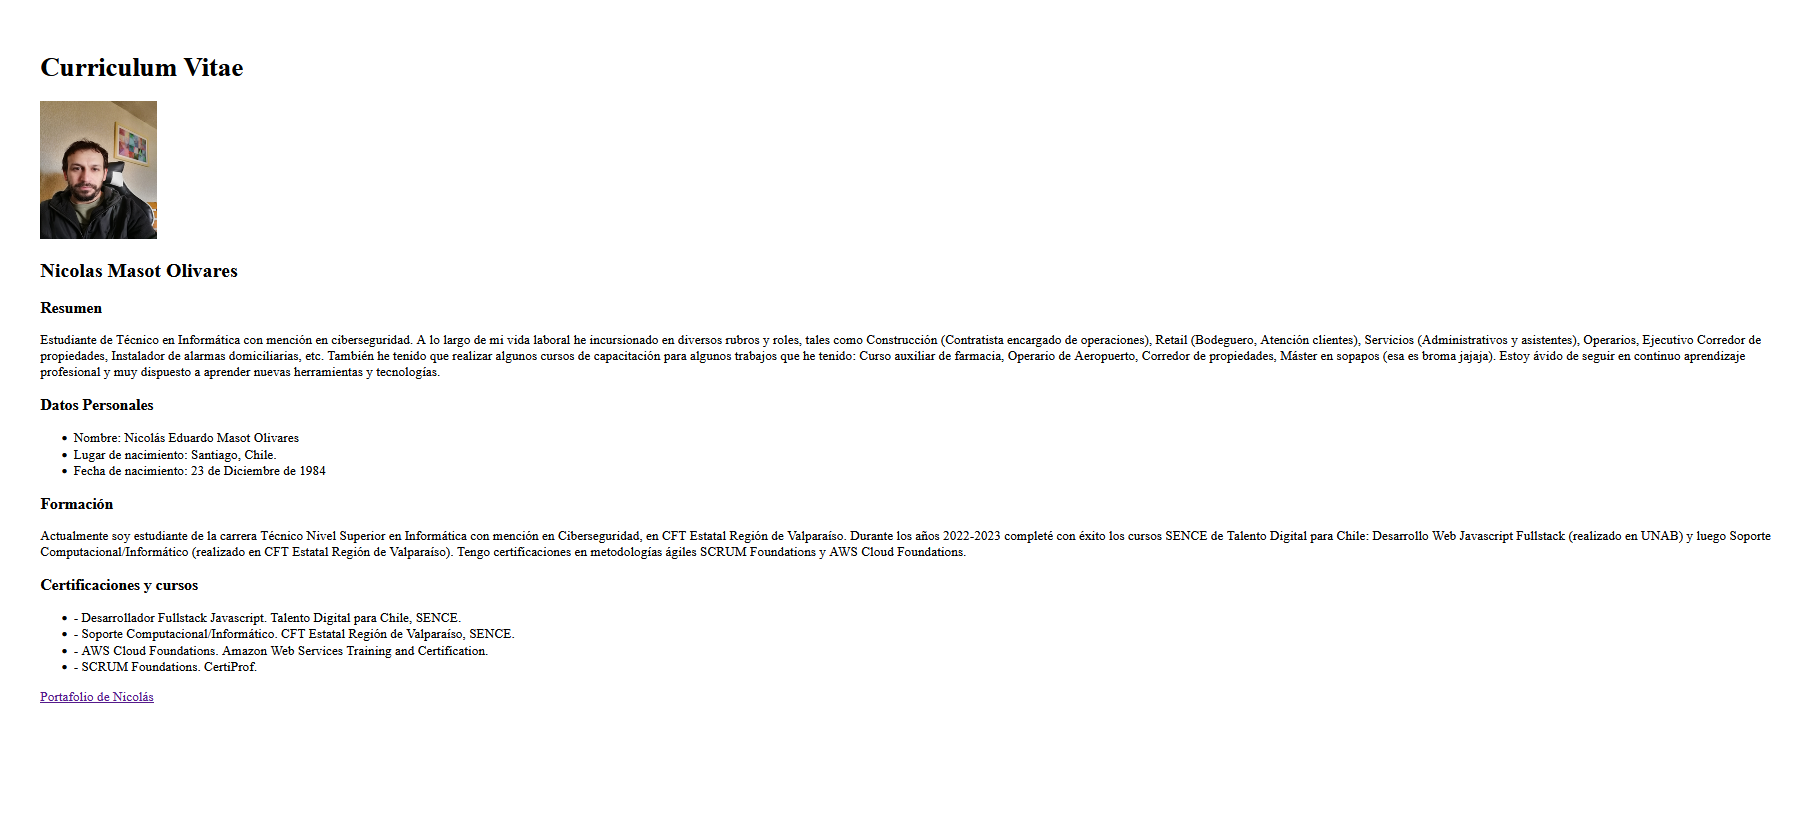 Curriculum Vitae
Nicolas Masot Olivares
Resumen
Estudiante de Técnico en Informática con mención en ciberseguridad. A lo largo de mi vida laboral he incursionado en diversos rubros y roles, tales como Construcción (Contratista encargado de operaciones), Retail (Bodeguero, Atención clientes), Servicios (Administrativos y asistentes), Operarios, Ejecutivo Corredor de
propiedades, Instalador de alarmas domiciliarias, etc. También he tenido que realizar algunos cursos de capacitación para algunos trabajos que he tenido: Curso auxiliar de farmacia, Operario de Aeropuerto, Corredor de propiedades, Máster en sopapos (esa es broma jajaja). Estoy ávido de seguir en continuo aprendizaje
profesional y muy dispuesto a aprender nuevas herramientas y tecnologías.
Datos Personales
• Nombre: Nicolás Eduardo Masot Olivares
• Lugar de nacimiento: Santiago, Chile.
• Fecha de nacimiento: 23 de Diciembre de 1984
Formación
Actualmente soy estudiante de la carrera Técnico Nivel Superior en Informática con mención en Ciberseguridad, en CFT Estatal Región de Valparaíso. Durante los años 2022-2023 completé con éxito los cursos SENCE de Talento Digital para Chile: Desarrollo Web Javascript Fullstack (realizado en UNAB) y luego Soporte
Computacional/Informático (realizado en CFT Estatal Región de Valparaíso). Tengo certificaciones en metodologías ágiles SCRUM Foundations y AWS Cloud Foundations.
Certificaciones y cursos
• - Desarrollador Fullstack Javascript. Talento Digital para Chile, SENCE.
• - Soporte Computacional/Informático. CFT Estatal Región de Valparaíso, SENCE.
• - AWS Cloud Foundations. Amazon Web Services Training and Certification.
• - SCRUM Foundations. CertiProf.
Portafolio de Nicolás